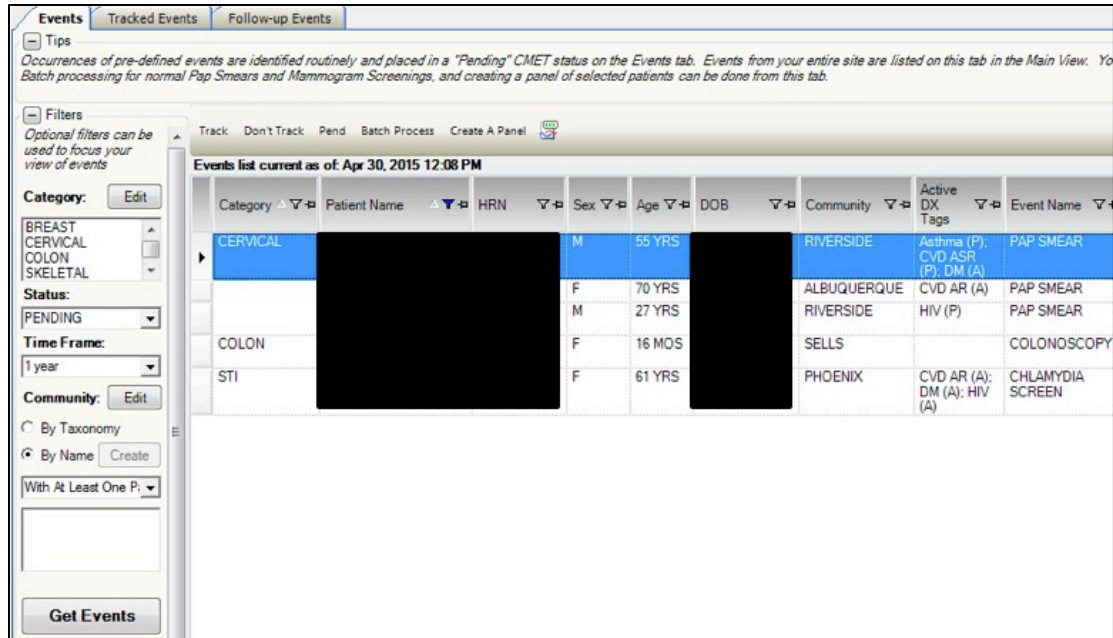 Events Tracked Events Follow-up Events
Tips
Occurrences of pre-defined events are identified routinely and placed in a "Pending" CMET status on the Events tab. Events from your entire site are listed on this tab in the Main View. Yo
Batch processing for normal Pap Smears and Mammogram Screenings, and creating a panel of selected patients can be done from this tab.
Filters
Optional filters can be
used to focus your
view of events
Category: Edit
BREAST
CERVICAL
COLON
SKELETAL
Status:
PENDING
Time Frame:
1 year
Community: Edit
By Taxonomy
By Name Create
With At Least One P
Get Events
Track Don't Track Pend Batch Process Create A Panel
Events list current as of: Apr 30, 2015 12:08 PM
Category Patient Name HRN Sex Age DOB Community Active DX Tags Event Name
CERVICAL M 55 YRS RIVERSIDE Asthma (P); PAP SMEAR
CVD ASR
(P); DM (A)
F 70 YRS ALBUQUERQUE CVD AR (A) PAP SMEAR
M 27 YRS RIVERSIDE HIV (P) PAP SMEAR
COLON F 16 MOS SELLS COLONOSCOPY
STI F 61 YRS PHOENIX CVD AR (A); CHLAMYDIA
DM (A); HIV SCREEN
(A)